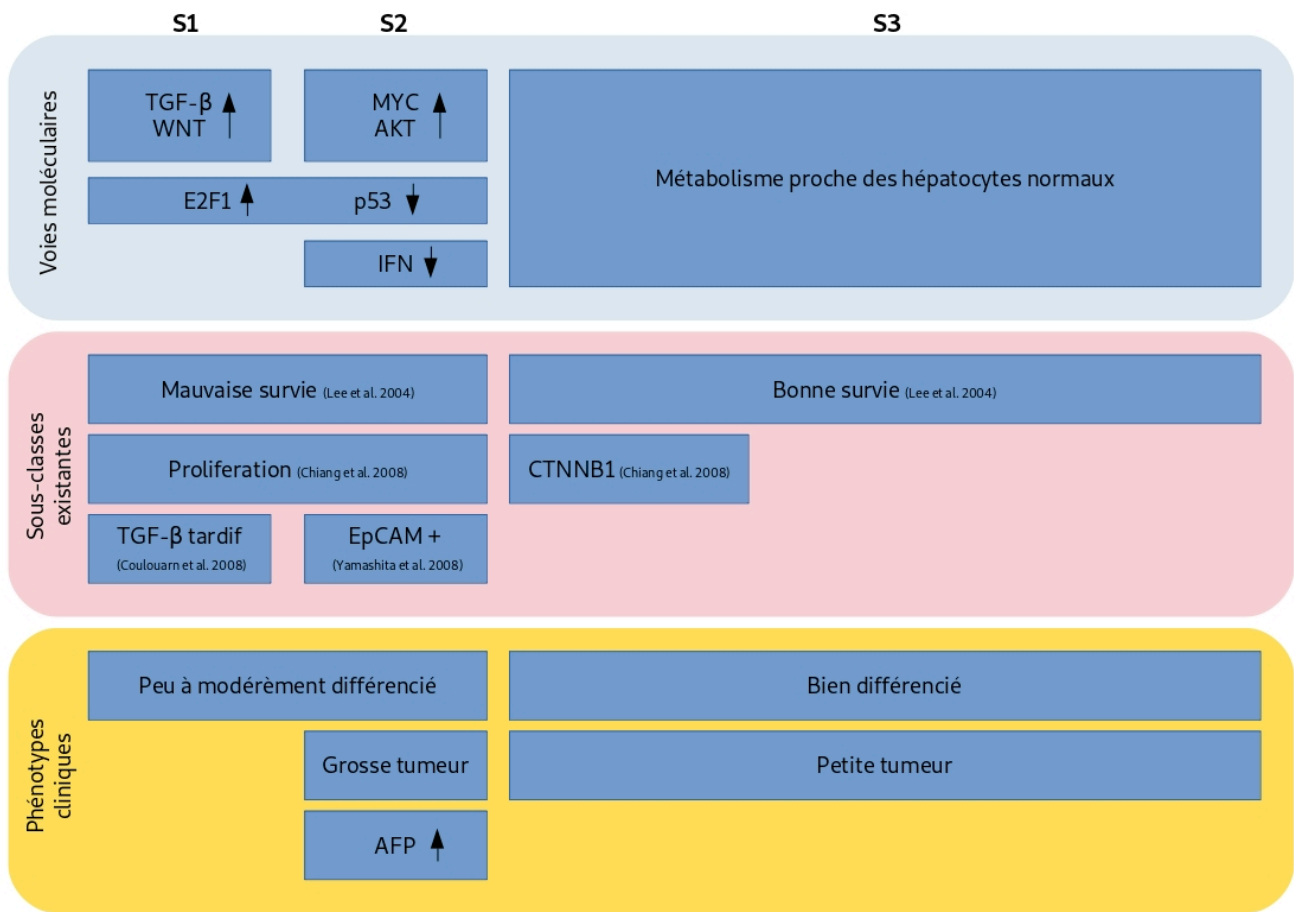 S1
S2
S3
Voies moléculaires
TGF-β
WNT
MYC
AKT
E2F1
p53
IFN
Métabolisme proche des hépatocytes normaux
Sous-classes
existantes
Mauvaise survie (Lee et al. 2004)
Bonne survie (Lee et al. 2004)
Proliferation (Chiang et al. 2008)
CTNNB1 (Chiang et al. 2008)
TGF-β tardif
(Coulouarn et al. 2008)
EpCAM +
(Yamashita et al. 2008)
Phénotypes
cliniques
Peu à modérèment différencié
Bien différencié
Grosse tumeur
Petite tumeur
AFP